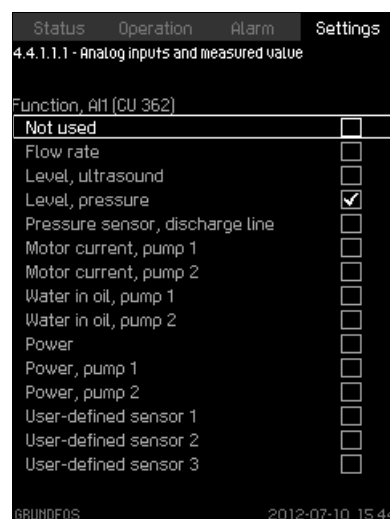 Status Operation Alarm Settings
4.4.1.1.1 - Analog inputs and measured value
Function, AI1 (CU 362)
Not used
Flow rate
Level, ultrasound
Level, pressure
Pressure sensor, discharge line
Motor current, pump 1
Motor current, pump 2
Water in oil, pump 1
Water in oil, pump 2
Power
Power, pump 1
Power, pump 2
User-defined sensor 1
User-defined sensor 2
User-defined sensor 3
GRUNDFOS 2012-07-10 15:44